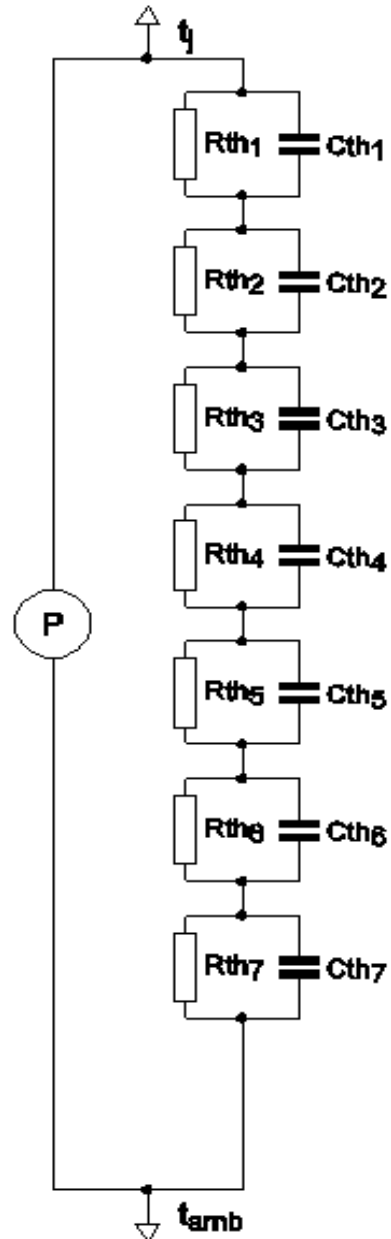 tj
Rth1 Cth1
Rth2 Cth2
Rth3 Cth3
Rth4 Cth4
P
Rth5 Cth5
Rth6 Cth6
Rth7 Cth7
tamb